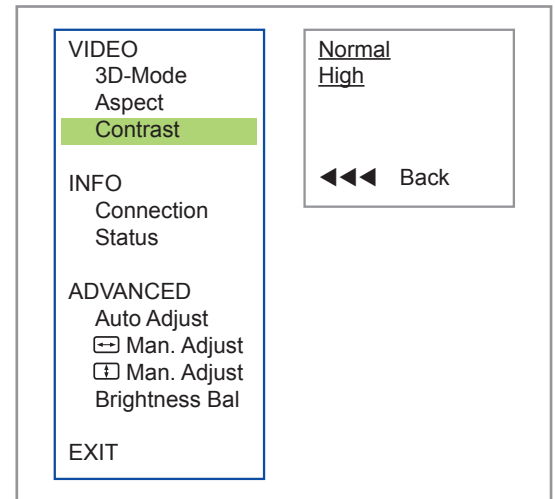 VIDEO
3D-Mode
Aspect
Contrast
INFO
Connection
Status
ADVANCED
Auto Adjust
Man. Adjust
Man. Adjust
Brightness Bal
EXIT
Normal
High
Back